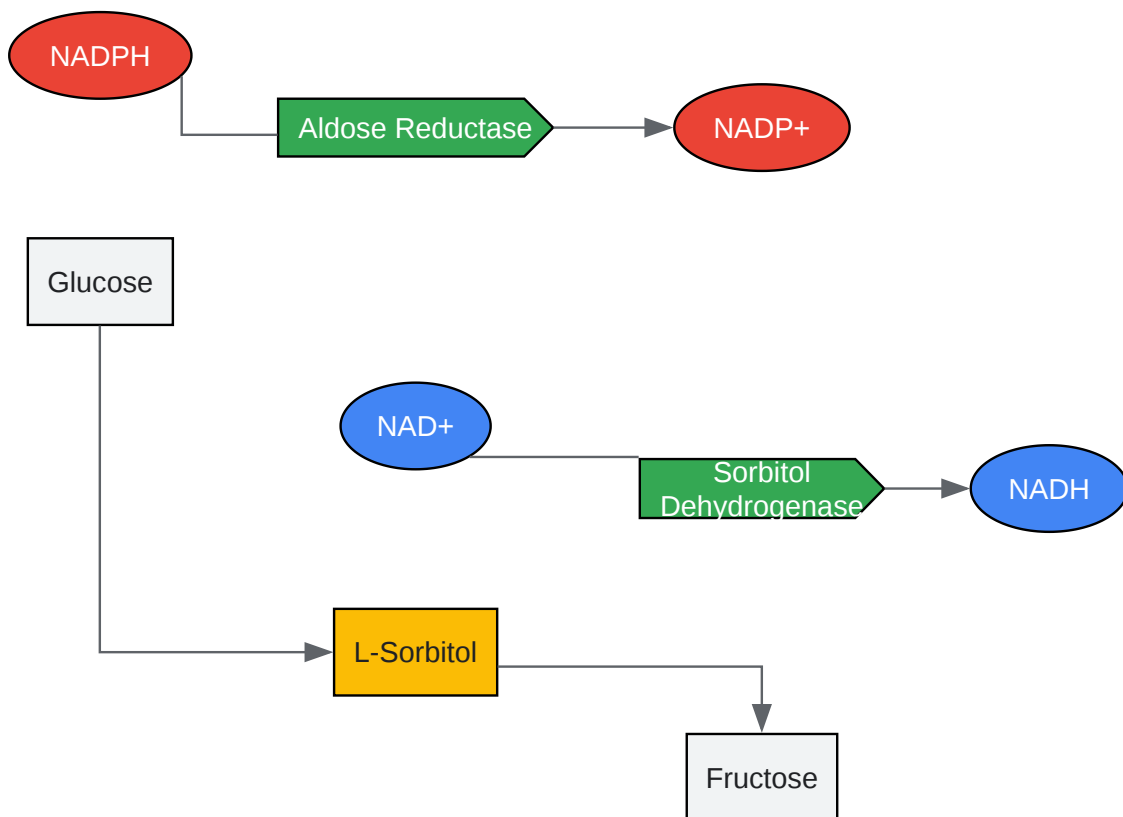 NADPH
Aldose Reductase
NADP+
Glucose
NAD+
Sorbitol
Dehydrogenase
NADH
L-Sorbitol
Fructose